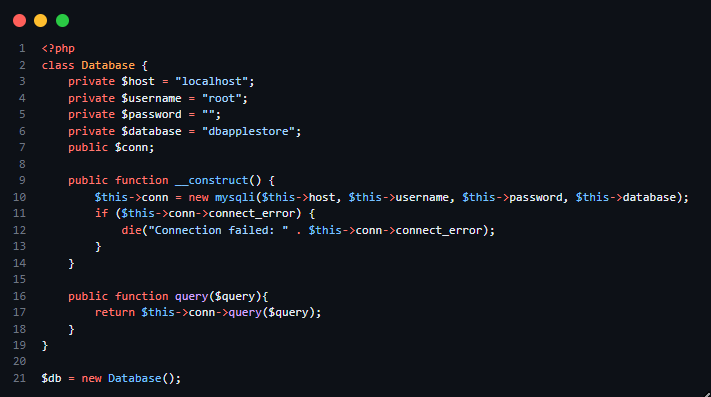 1 <?php
2 class Database {
3     private $host = "localhost";
4     private $username = "root";
5     private $password = "";
6     private $database = "dbapplestore";
7     public $conn;
8
9     public function __construct() {
10         $this->conn = new mysqli($this->host, $this->username, $this->password, $this->database);
11         if ($this->conn->connect_error) {
12             die("Connection failed: " . $this->conn->connect_error);
13         }
14     }
15
16     public function query($query){
17         return $this->conn->query($query);
18     }
19 }
20
21 $db = new Database();